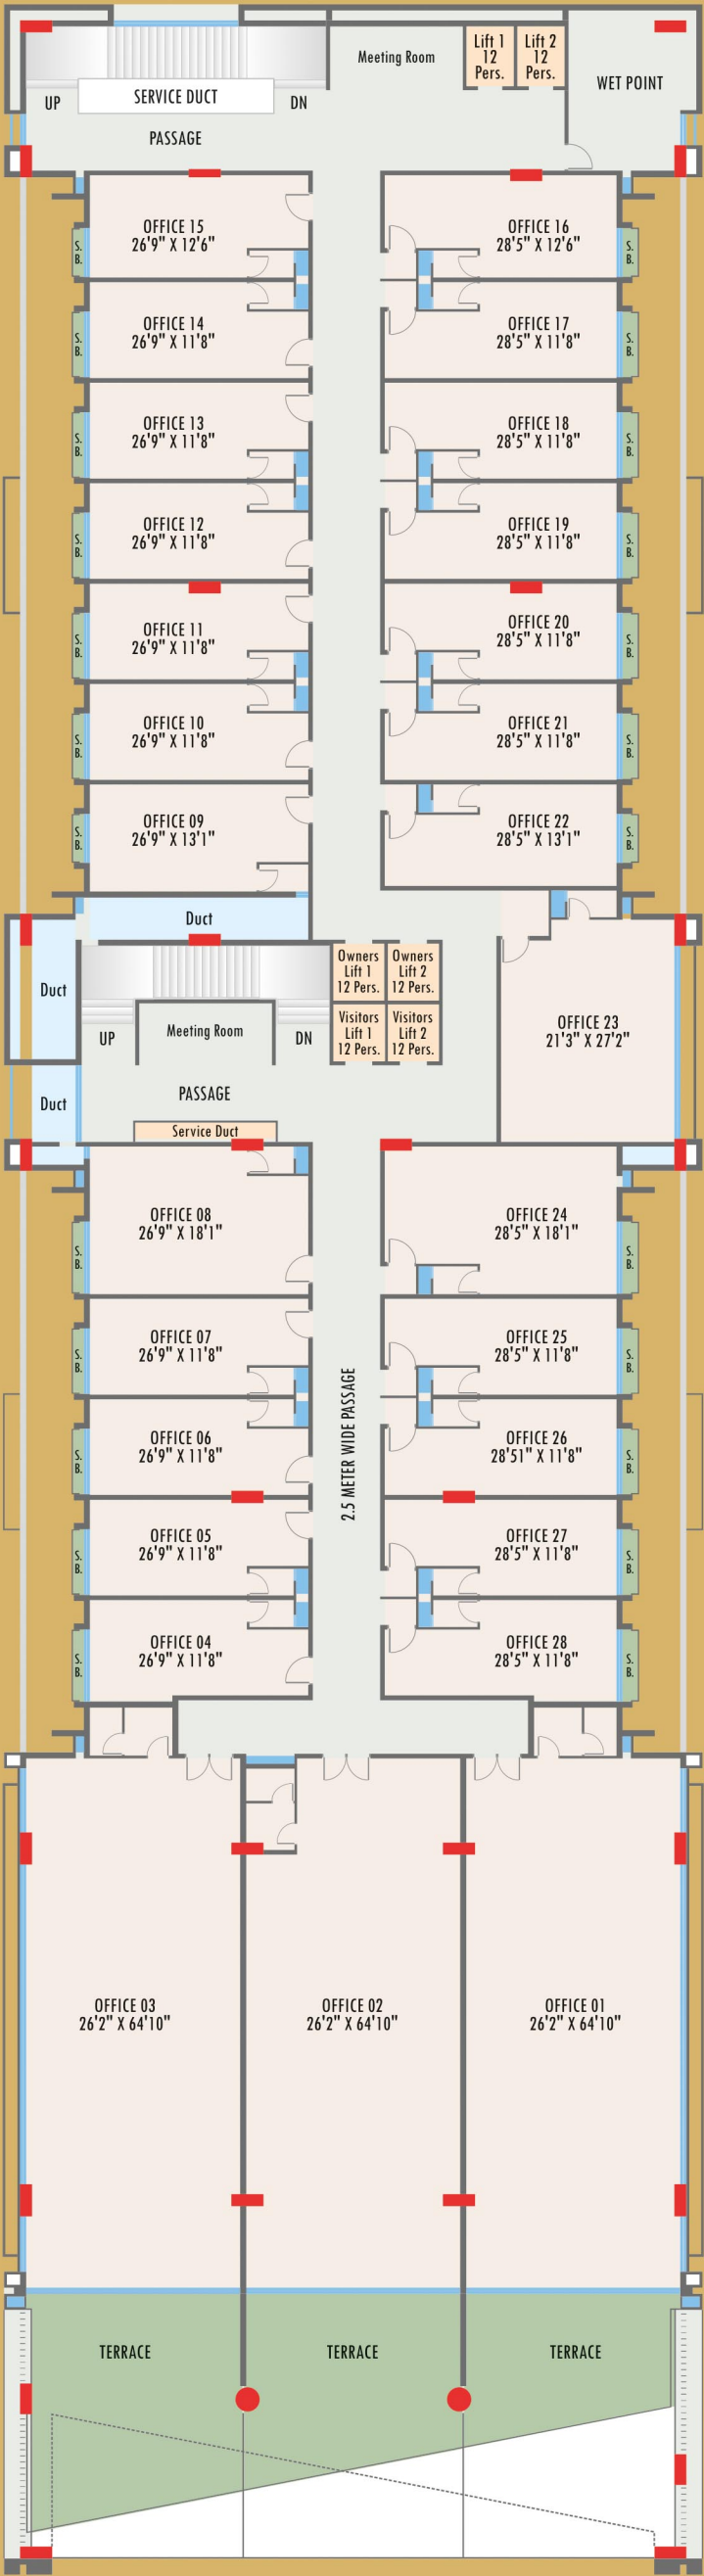 Meeting Room
Lift 1
12
Pers.
Lift 2
12
Pers.
WET POINT
UP
SERVICE DUCT
DN
PASSAGE
OFFICE 15
26'9" X 12'6"
OFFICE 16
28'5" X 12'6"
S.
B.
S.
B.
OFFICE 14
26'9" X 11'8"
OFFICE 17
28'5" X 11'8"
S.
B.
S.
B.
OFFICE 13
26'9" X 11'8"
OFFICE 18
28'5" X 11'8"
S.
B.
S.
B.
OFFICE 12
26'9" X 11'8"
OFFICE 19
28'5" X 11'8"
S.
B.
S.
B.
OFFICE 11
26'9" X 11'8"
OFFICE 20
28'5" X 11'8"
S.
B.
S.
B.
OFFICE 10
26'9" X 11'8"
OFFICE 21
28'5" X 11'8"
S.
B.
S.
B.
OFFICE 09
26'9" X 13'1"
OFFICE 22
28'5" X 13'1"
S.
B.
S.
B.
Duct
Duct
Owners
Lift 1
12 Pers.
Owners
Lift 2
12 Pers.
Visitors
Lift 1
12 Pers.
Visitors
Lift 2
12 Pers.
UP
Meeting Room
DN
OFFICE 23
21'3" X 27'2"
Duct
PASSAGE
Service Duct
OFFICE 08
26'9" X 18'1"
OFFICE 24
28'5" X 18'1"
S.
B.
S.
B.
OFFICE 07
26'9" X 11'8"
OFFICE 25
28'5" X 11'8"
S.
B.
S.
B.
2.5 METER WIDE PASSAGE
OFFICE 06
26'9" X 11'8"
OFFICE 26
28'51" X 11'8"
S.
B.
S.
B.
OFFICE 05
26'9" X 11'8"
OFFICE 27
28'5" X 11'8"
S.
B.
S.
B.
OFFICE 04
26'9" X 11'8"
OFFICE 28
28'5" X 11'8"
S.
B.
S.
B.
OFFICE 03
26'2" X 64'10"
OFFICE 02
26'2" X 64'10"
OFFICE 01
26'2" X 64'10"
TERRACE
TERRACE
TERRACE